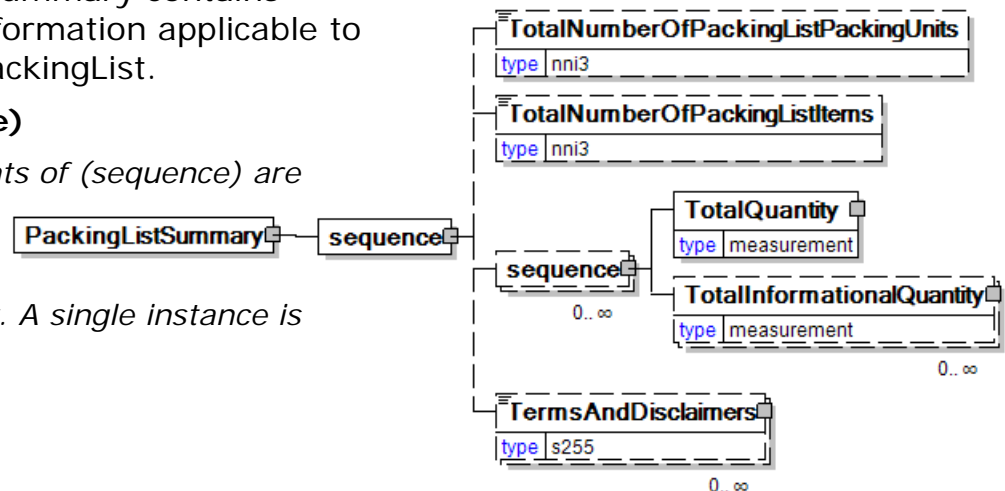 ummary contains
formation applicable to
ackingList.
e)
nts of (sequence) are
. A single instance is
PackingListSummary
sequence
TotalNumberOfPackingListPackingUnits
type nni3
TotalNumberOfPackingListItems
type nni3
sequence
0.. ∞
TotalQuantity
type measurement
TotalInformationalQuantity
type measurement
0.. ∞
TermsAndDisclaimers
type s255
0.. ∞